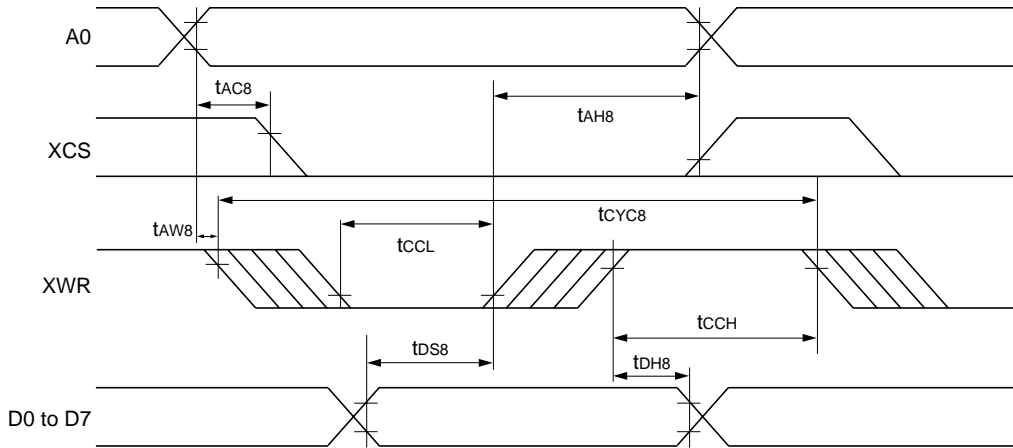 A0
tAC8
tAH8
XCS
tCYC8
tAW8
tCCL
XWR
tCCH
tDS8
tDH8
D0 to D7